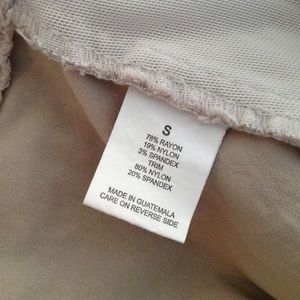 S
78% RAYON
19% NYLON
3% SPANDEX
TRIM
80% NYLON
20% SPANDEX
MADE IN GUATEMALA
CARE ON REVERSE SIDE